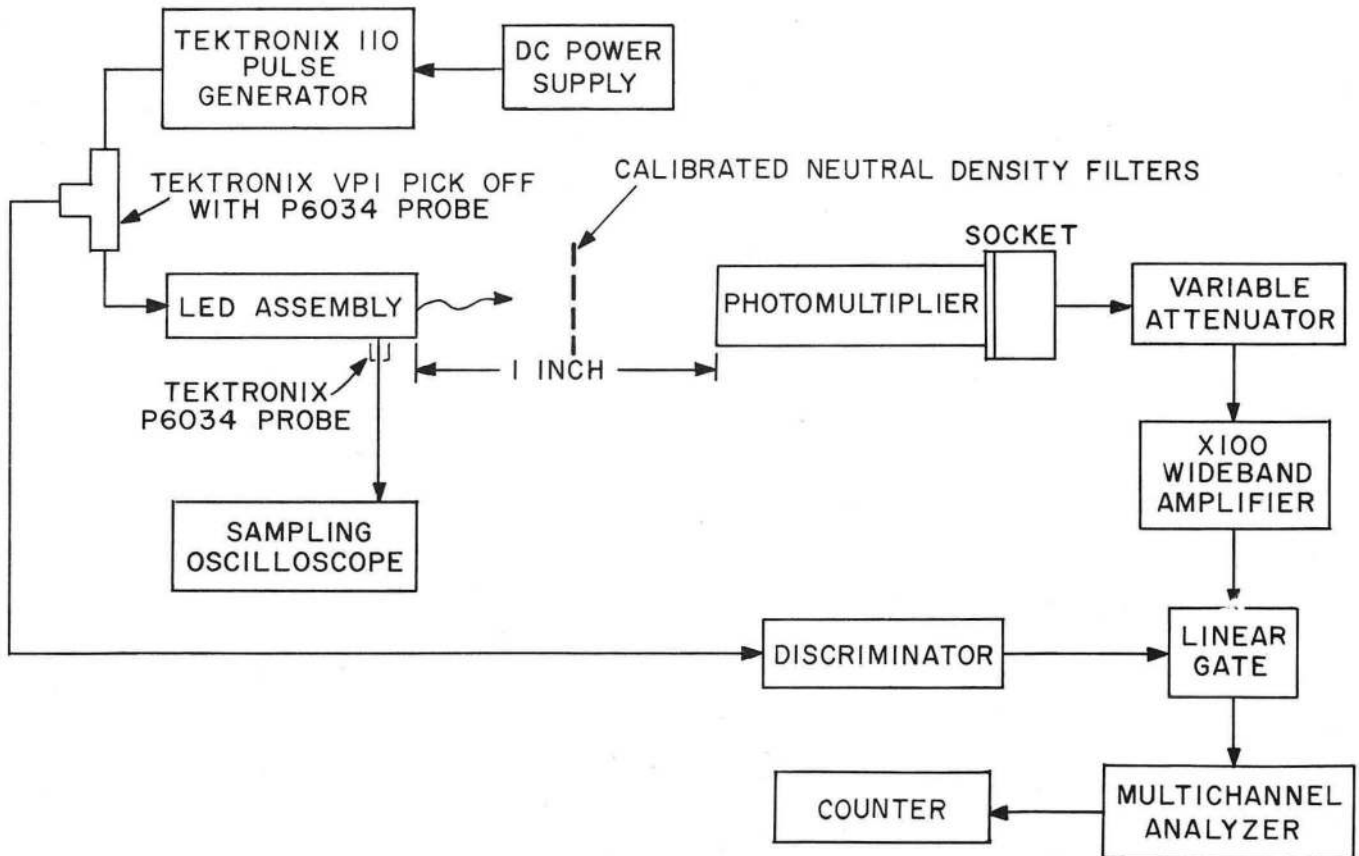 TEKTRONIX 110
PULSE
GENERATOR
DC POWER
SUPPLY
TEKTRONIX VPI PICK OFF
WITH P6034 PROBE
CALIBRATED NEUTRAL DENSITY FILTERS
SOCKET
LED ASSEMBLY
PHOTOMULTIPLIER
VARIABLE
ATTENUATOR
1 INCH
TEKTRONIX
P6034 PROBE
X100
WIDEBAND
AMPLIFIER
SAMPLING
OSCILLOSCOPE
DISCRIMINATOR
LINEAR
GATE
COUNTER
MULTICHANNEL
ANALYZER